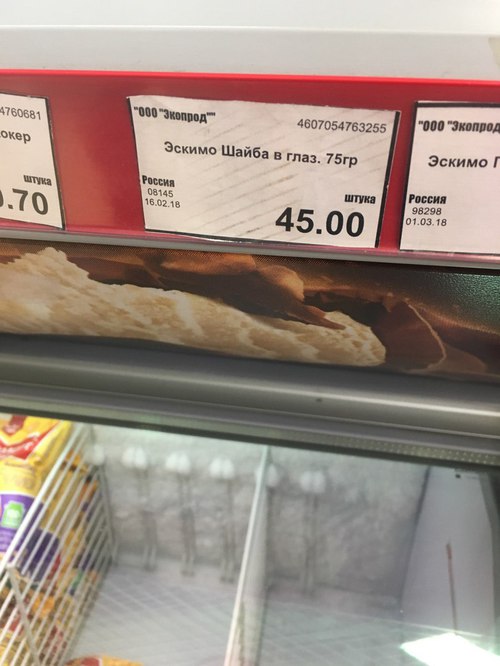 4760681
окер
штука
.70
"ООО "Экопрод""
4607054763255
Эскимо Шайба в глаз. 75гр
Россия
08145
16.02.18
штука
45.00
"ООО "Экопрод
Эскимо
Россия
98298
01.03.18